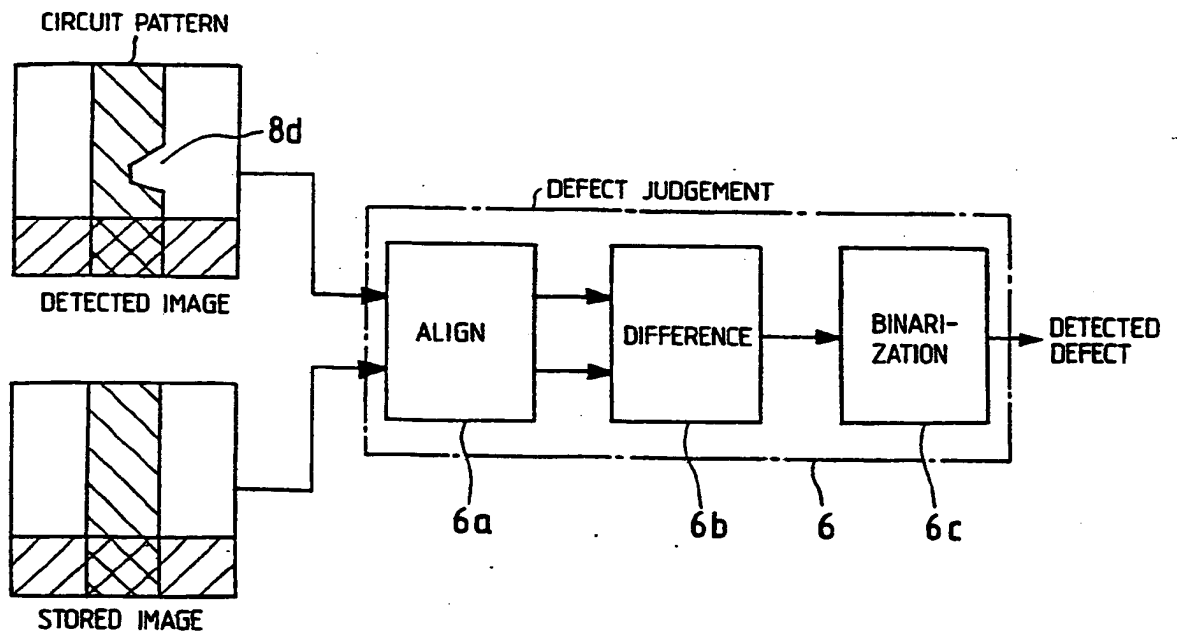 CIRCUIT PATTERN
8d
DETECTED IMAGE
DEFECT JUDGEMENT
ALIGN
DIFFERENCE
BINARI-
ZATION
DETECTED
DEFECT
6a
6b
6
6c
STORED IMAGE